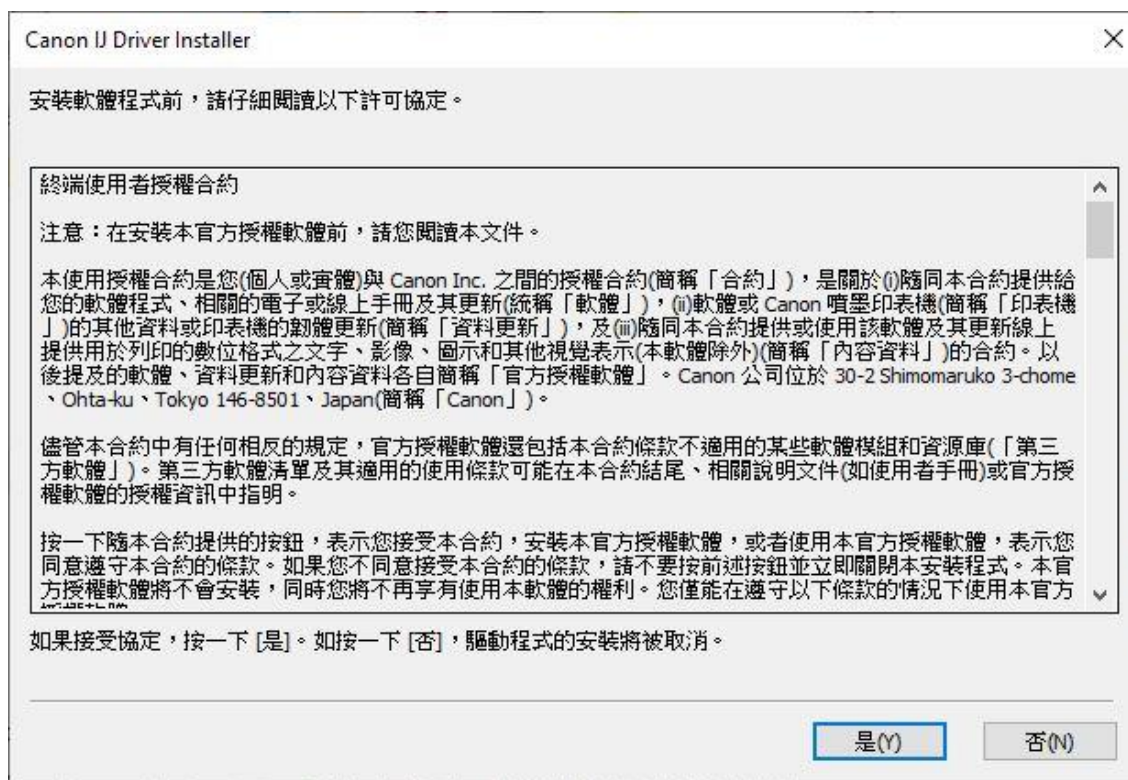 Canon IJ Driver Installer
安裝軟體程式前，請仔細閱讀以下許可協定。
終端使用者授權合約
注意：在安裝本官方授權軟體前，請您閱讀本文件。
本使用授權合約是您(個人或實體)與 Canon Inc. 之間的授權合約(簡稱「合約」)，是關於(i)隨同本合約提供給
您的軟體程式、相關的電子或線上手冊及其更新(統稱「軟體」)，(ii)軟體或 Canon 噴墨印表機(簡稱「印表機
」)的其他資料或印表機的韌體更新(簡稱「資料更新」)，及(iii)隨同本合約提供或使用該軟體及其更新線上
提供用於列印的數位格式之文字、影像、圖示和其他視覺表示(本軟體除外)(簡稱「內容資料」)的合約。以
後提及的軟體、資料更新和內容資料各自簡稱「官方授權軟體」。Canon 公司位於 30-2 Shimomaruko 3-chome
、Ohta-ku、Tokyo 146-8501、Japan(簡稱「Canon」)。
儘管本合約中有任何相反的規定，官方授權軟體還包括本合約條款不適用的某些軟體模組和資源庫(「第三
方軟體」)。第三方軟體清單及其適用的使用條款可能在本合約結尾、相關說明文件(如使用者手冊)或官方授
權軟體的授權資訊中指明。
按一下隨本合約提供的按鈕，表示您接受本合約，安裝本官方授權軟體，或者使用本官方授權軟體，表示您
同意遵守本合約的條款。如果您不同意接受本合約的條款，請不要按前述按鈕並立即關閉本安裝程式。本官
方授權軟體將不會安裝，同時您將不再享有使用本軟體的權利。您僅能在遵守以下條款的情況下使用本官方
如果接受協定，按一下 [是]。如按一下 [否]，驅動程式的安裝將被取消。
是(Y)
否(N)